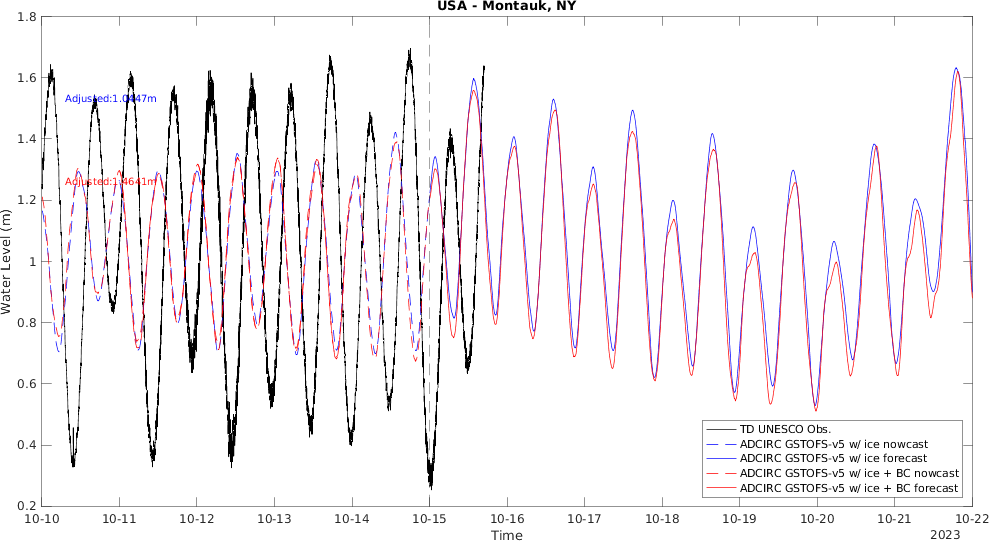 USA - Montauk, NY
1.8
1.6
1.4
1.2
1
0.8
0.6
0.4
0.2
Water Level (m)
Adjusted:1.0447m
Adjusted:1.4641m
TD UNESCO Obs.
ADCIRC GSTOFS-v5 w/ ice nowcast
ADCIRC GSTOFS-v5 w/ ice forecast
ADCIRC GSTOFS-v5 w/ ice + BC nowcast
ADCIRC GSTOFS-v5 w/ ice + BC forecast
10-10 10-11 10-12 10-13 10-14 10-15 10-16 10-17 10-18 10-19 10-20 10-21 10-22
Time
2023